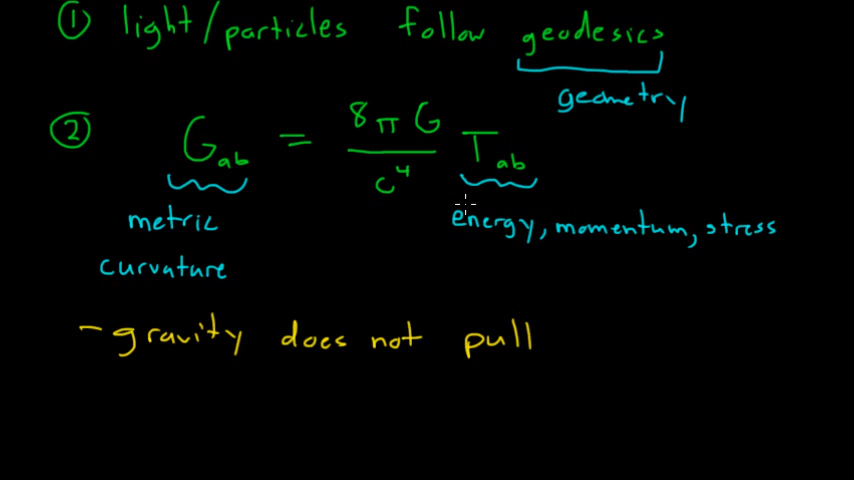 ① light/particles follow geodesics
geometry
② G_ab = 8πG/c⁴ T_ab
metric
curvature
energy, momentum, stress
- gravity does not pull